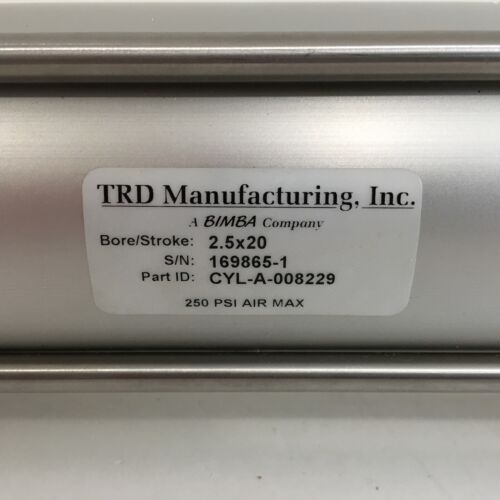 TRD Manufacturing, Inc.
A BIMBA Company
Bore/Stroke: 2.5x20
S/N: 169865-1
Part ID: CYL-A-008229
250 PSI AIR MAX